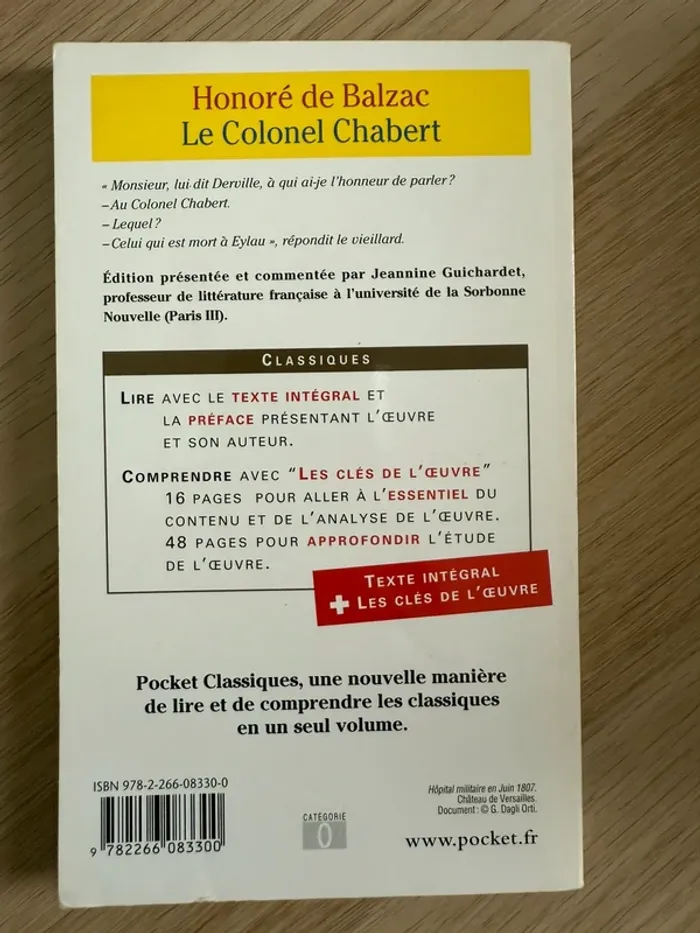 Honoré de Balzac
Le Colonel Chabert
« Monsieur, lui dit Derville, à qui ai-je l'honneur de parler ?
– Au Colonel Chabert.
– Lequel ?
– Celui qui est mort à Eylau », répondit le vieillard.
Édition présentée et commentée par Jeannine Guichardet,
professeur de littérature française à l'université de la Sorbonne
Nouvelle (Paris III).
CLASSIQUES
LIRE AVEC LE TEXTE INTÉGRAL ET
LA PRÉFACE PRÉSENTANT L'ŒUVRE
ET SON AUTEUR.
COMPRENDRE AVEC "LES CLÉS DE L'ŒUVRE"
16 PAGES POUR ALLER À L'ESSENTIEL DU
CONTENU ET DE L'ANALYSE DE L'ŒUVRE.
48 PAGES POUR APPROFONDIR L'ÉTUDE
DE L'ŒUVRE.
TEXTE INTÉGRAL
+ LES CLÉS DE L'ŒUVRE
Pocket Classiques, une nouvelle manière
de lire et de comprendre les classiques
en un seul volume.
ISBN 978-2-266-08330-0
9 782266 083300
CATÉGORIE
0
Hôpital militaire en Juin 1807.
Château de Versailles.
Document : © G. Dagli Orti.
www.pocket.fr